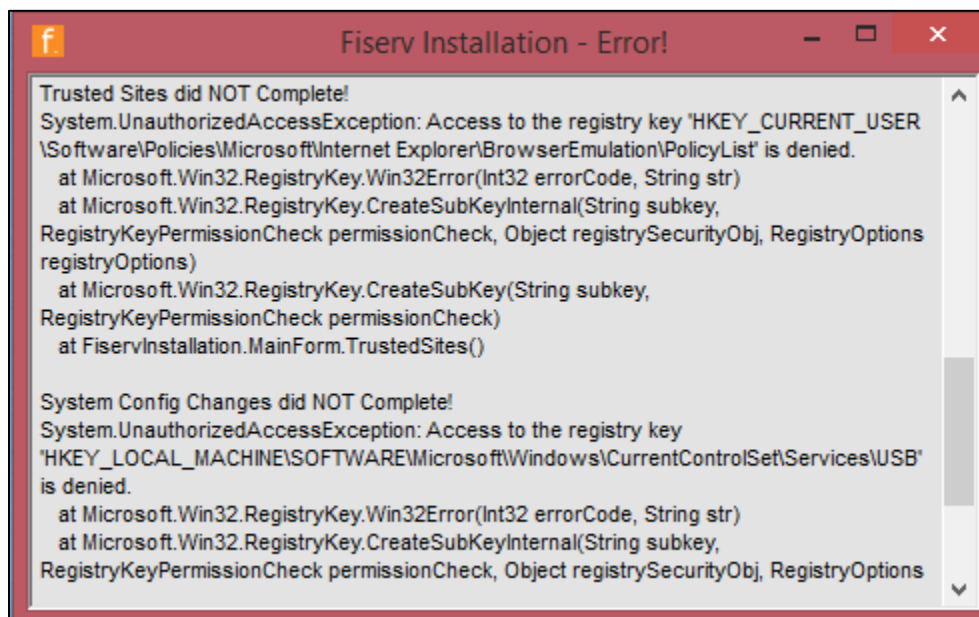 f.
Fiserv Installation - Error!
Trusted Sites did NOT Complete!
System.UnauthorizedAccessException: Access to the registry key 'HKEY_CURRENT_USER
\Software\Policies\Microsoft\Internet Explorer\BrowserEmulation\PolicyList' is denied.
at Microsoft.Win32.RegistryKey.Win32Error(Int32 errorCode, String str)
at Microsoft.Win32.RegistryKey.CreateSubKeyInternal(String subkey,
RegistryKeyPermissionCheck permissionCheck, Object registrySecurityObj, RegistryOptions
registryOptions)
at Microsoft.Win32.RegistryKey.CreateSubKey(String subkey,
RegistryKeyPermissionCheck permissionCheck)
at FiservInstallation.MainForm.TrustedSites()
System Config Changes did NOT Complete!
System.UnauthorizedAccessException: Access to the registry key
'HKEY_LOCAL_MACHINE\SOFTWARE\Microsoft\Windows\CurrentControlSet\Services\USB'
is denied.
at Microsoft.Win32.RegistryKey.Win32Error(Int32 errorCode, String str)
at Microsoft.Win32.RegistryKey.CreateSubKeyInternal(String subkey,
RegistryKeyPermissionCheck permissionCheck, Object registrySecurityObj, RegistryOptions